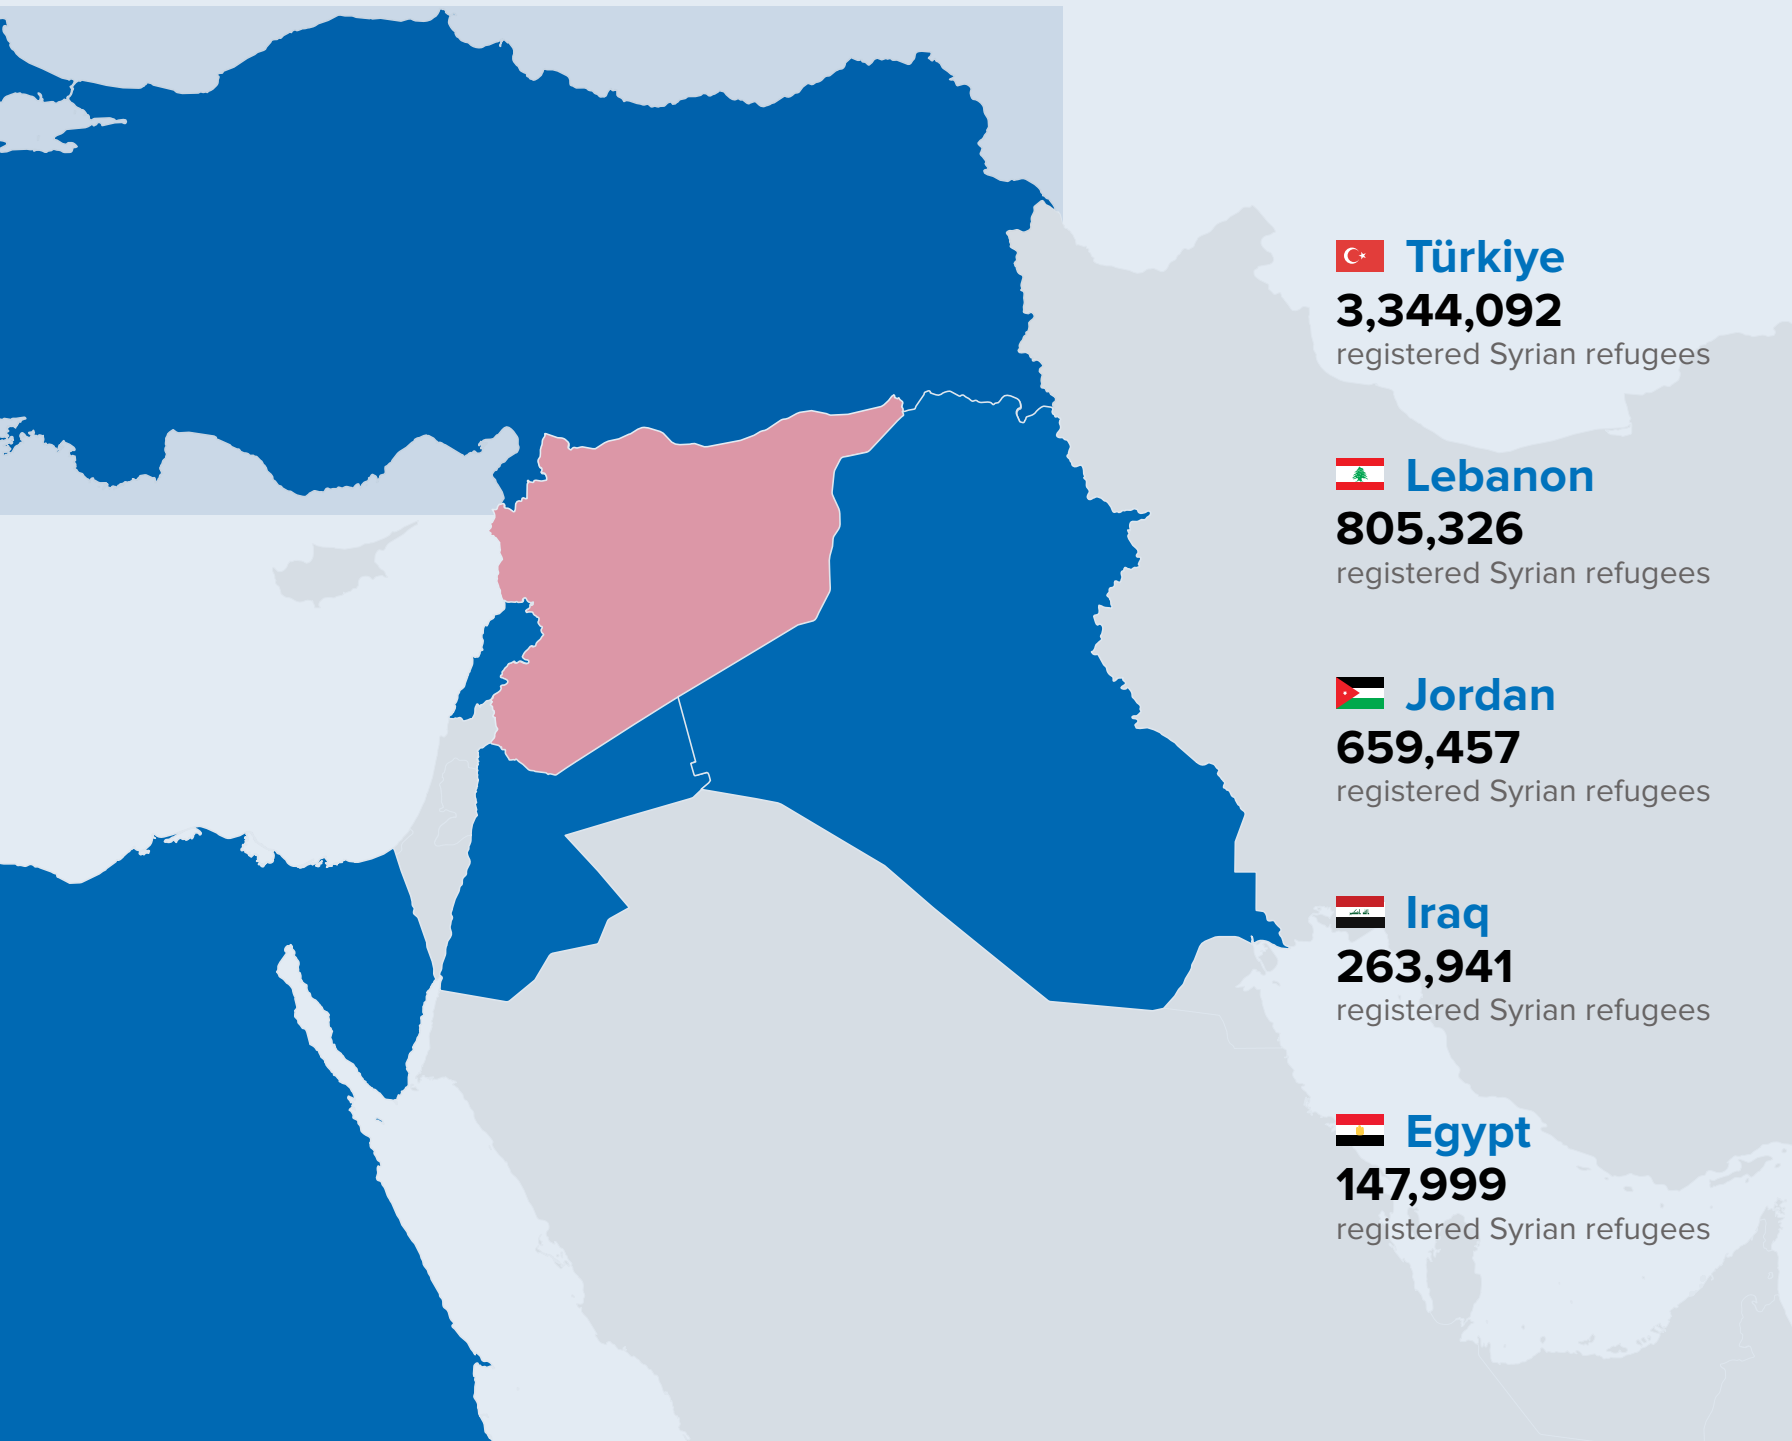 Türkiye
3,344,092
registered Syrian refugees
Lebanon
805,326
registered Syrian refugees
Jordan
659,457
registered Syrian refugees
Iraq
263,941
registered Syrian refugees
Egypt
147,999
registered Syrian refugees